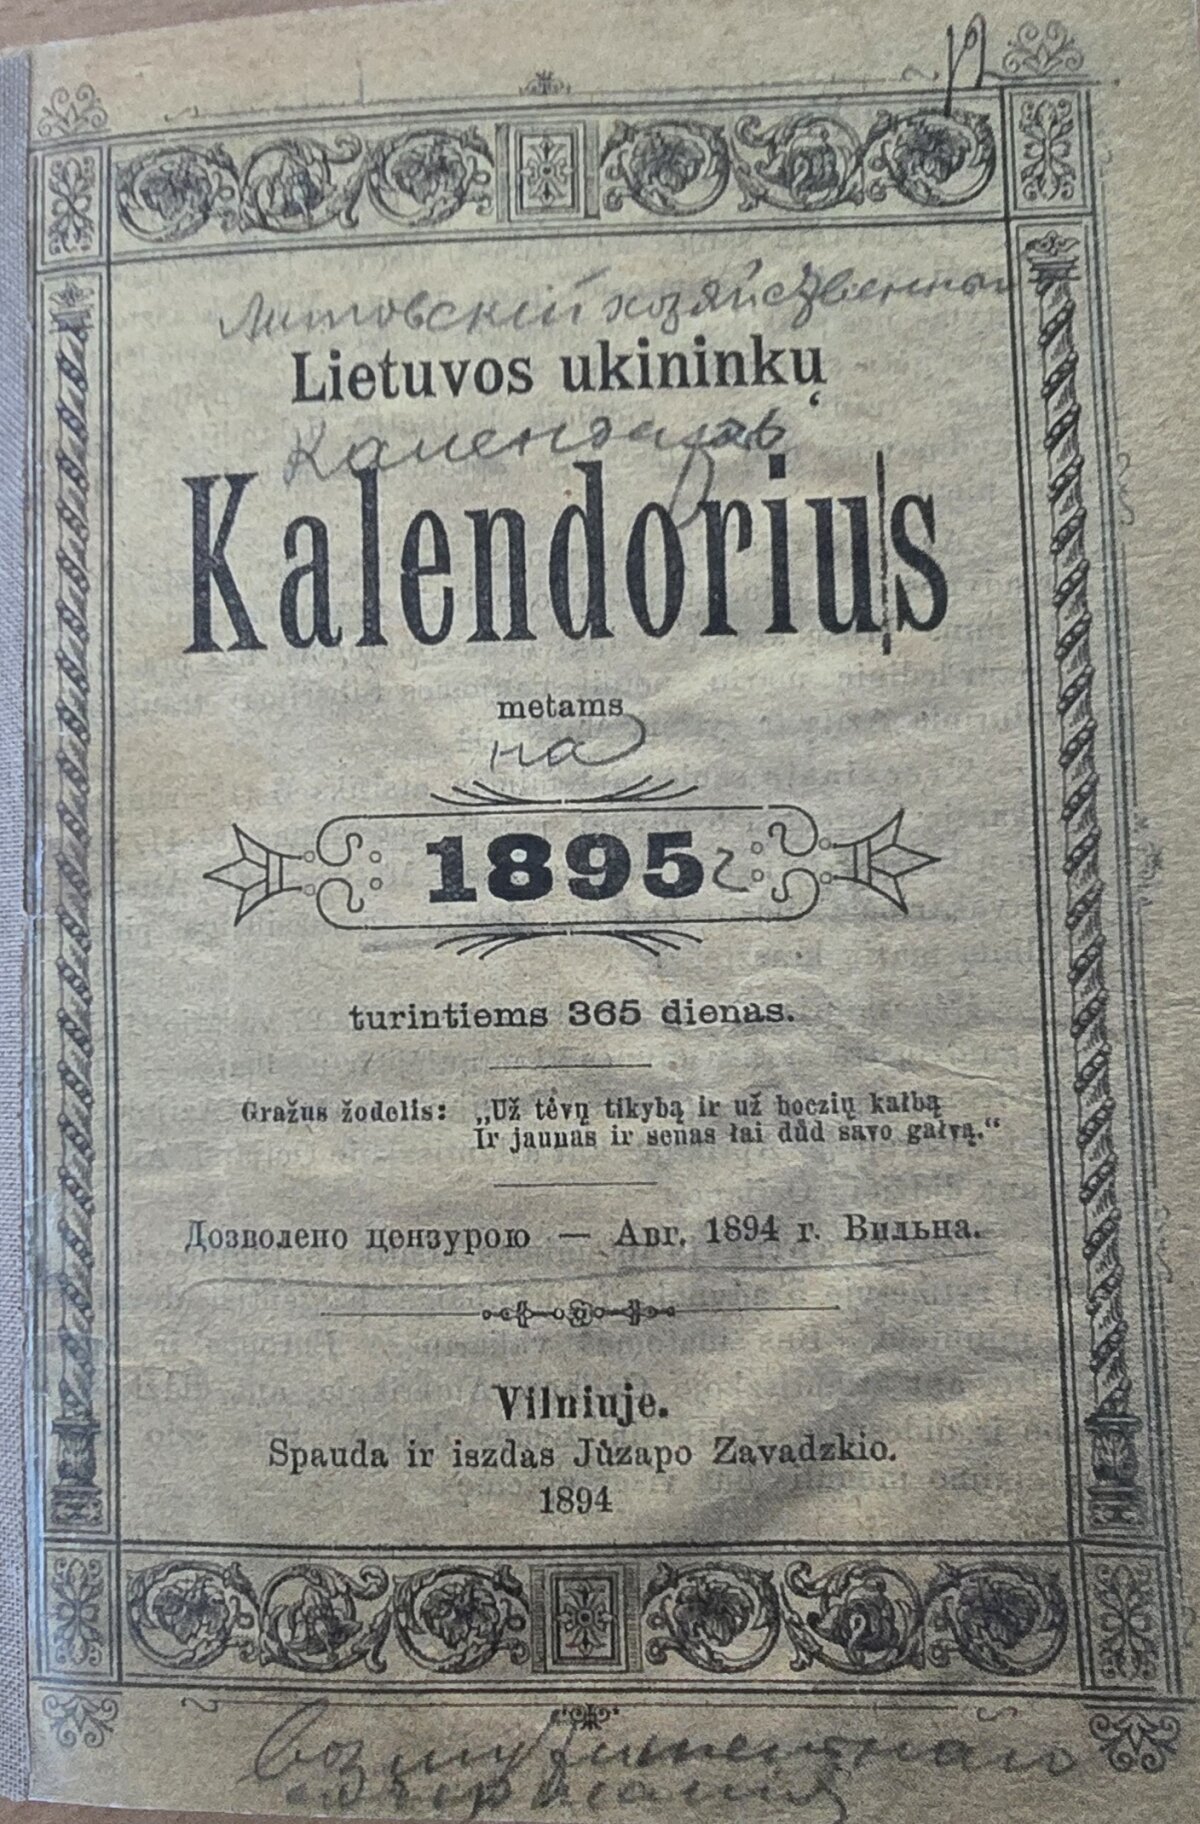 Литовскій хозяйственный
Lietuvos ukininkų
Календарь
Kalendorius
metams
на
1895 г
turintiems 365 dienas.
Gražus žodelis: „Už tėvų tikybą ir už boczių kałbą
Ir jaunas ir senas łai důd savo gałvą.“
Дозволено цензурою — Авг. 1894 г. Вильна.
Vilniuje.
Spauda ir iszdas Jůzapo Zavadzkio.
1894
содержания